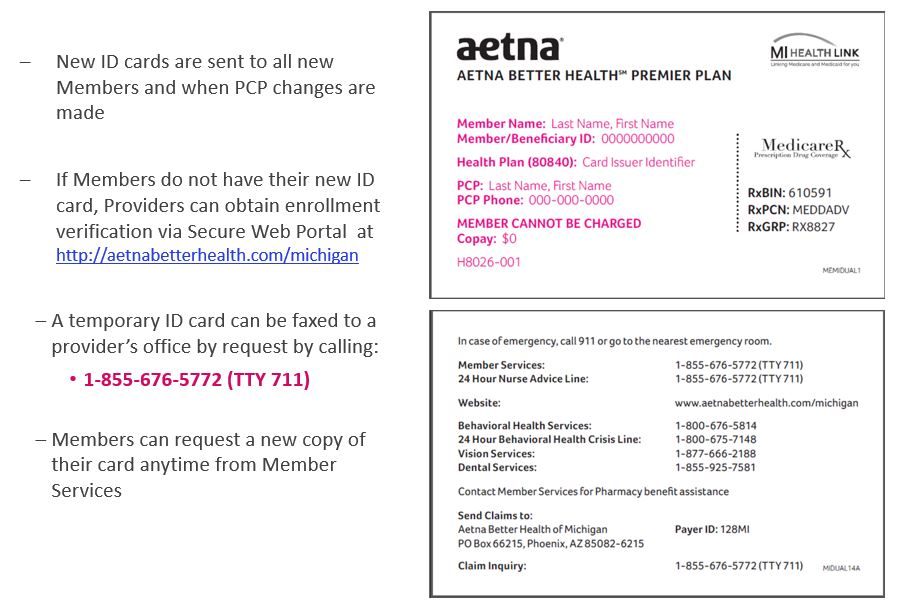 – New ID cards are sent to all new
Members and when PCP changes are
made
– If Members do not have their new ID
card, Providers can obtain enrollment
verification via Secure Web Portal at
http://aetnabetterhealth.com/michigan
– A temporary ID card can be faxed to a
provider’s office by request by calling:
• 1-855-676-5772 (TTY 711)
– Members can request a new copy of
their card anytime from Member
Services
aetna®
AETNA BETTER HEALTH℠ PREMIER PLAN
MI HEALTH LINK
Linking Medicare and Medicaid for you
Member Name: Last Name, First Name
Member/Beneficiary ID: 0000000000
Health Plan (80840): Card Issuer Identifier
PCP: Last Name, First Name
PCP Phone: 000-000-0000
MEMBER CANNOT BE CHARGED
Copay: $0
H8026-001
MedicareRx
Prescription Drug Coverage
RxBIN: 610591
RxPCN: MEDDADV
RxGRP: RX8827
MEMIDUAL1
In case of emergency, call 911 or go to the nearest emergency room.
Member Services: 1-855-676-5772 (TTY 711)
24 Hour Nurse Advice Line: 1-855-676-5772 (TTY 711)
Website: www.aetnabetterhealth.com/michigan
Behavioral Health Services: 1-800-676-5814
24 Hour Behavioral Health Crisis Line: 1-800-675-7148
Vision Services: 1-877-666-2188
Dental Services: 1-855-925-7581
Contact Member Services for Pharmacy benefit assistance
Send Claims to:
Aetna Better Health of Michigan Payer ID: 128MI
PO Box 66215, Phoenix, AZ 85082-6215
Claim Inquiry: 1-855-676-5772 (TTY 711) MIDUAL14A